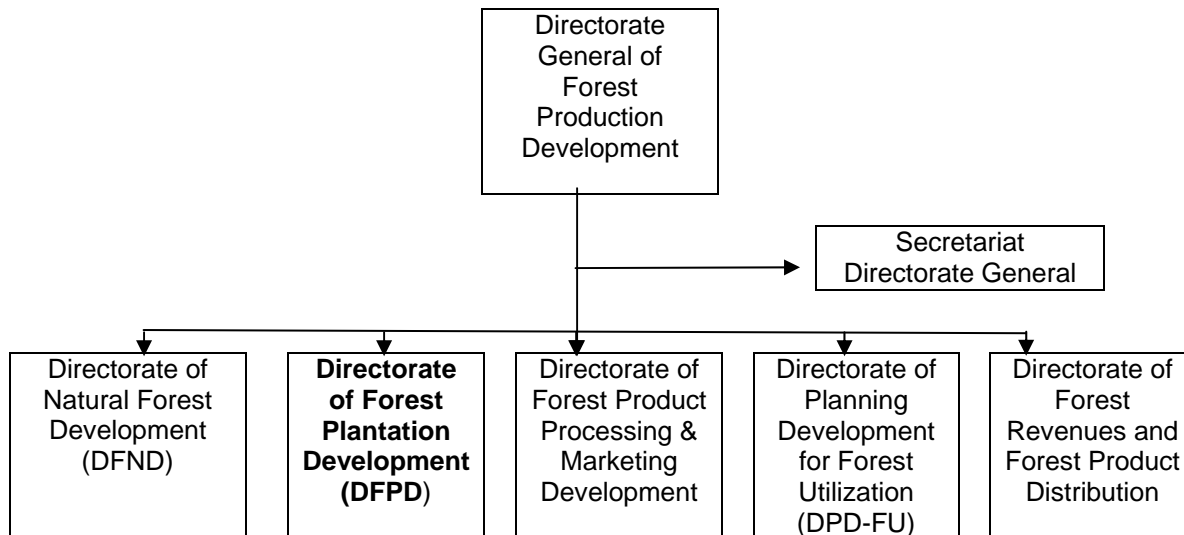 Directorate
General of
Forest
Production
Development
Secretariat
Directorate General
Directorate of
Natural Forest
Development
(DFND)
Directorate
of Forest
Plantation
Development
(DFPD)
Directorate of
Forest Product
Processing &
Marketing
Development
Directorate of
Planning
Development
for Forest
Utilization
(DPD-FU)
Directorate of
Forest
Revenues and
Forest Product
Distribution